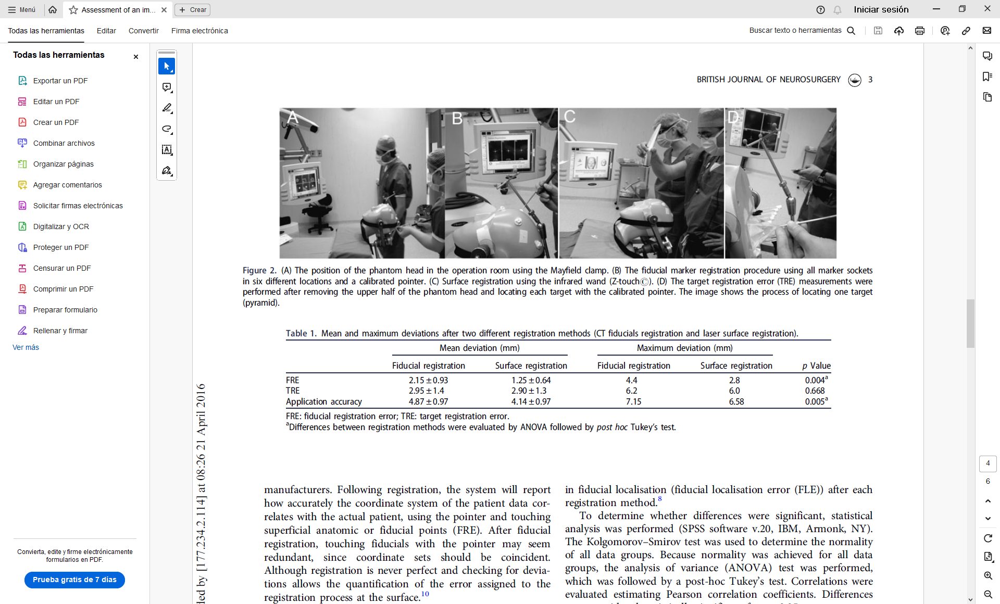 Menú
Assessment of an im...
Crear
Iniciar sesión
Todas las herramientas
Editar
Convertir
Firma electrónica
Buscar texto o herramientas
Todas las herramientas
Exportar un PDF
Editar un PDF
Crear un PDF
Combinar archivos
Organizar páginas
Agregar comentarios
Solicitar firmas electrónicas
Digitalizar y OCR
Proteger un PDF
Censurar un PDF
Comprimir un PDF
Preparar formulario
Rellenar y firmar
Ver más
Convierta, edite y firme electrónicamente
formularios en PDF.
Prueba gratis de 7 días
BRITISH JOURNAL OF NEUROSURGERY 3
A B C D
Figure 2. (A) The position of the phantom head in the operation room using the Mayfield clamp. (B) The fiducial marker registration procedure using all marker sockets
in six different locations and a calibrated pointer. (C) Surface registration using the infrared wand (Z-touch©). (D) The target registration error (TRE) measurements were
performed after removing the upper half of the phantom head and locating each target with the calibrated pointer. The image shows the process of locating one target
(pyramid).
Table 1. Mean and maximum deviations after two different registration methods (CT fiducials registration and laser surface registration).
Mean deviation (mm) Maximum deviation (mm)
Fiducial registration Surface registration Fiducial registration Surface registration p Value
FRE 2.15 ± 0.93 1.25 ± 0.64 4.4 2.8 0.004a
TRE 2.95 ± 1.4 2.90 ± 1.3 6.2 6.0 0.668
Application accuracy 4.87 ± 0.97 4.14 ± 0.97 7.15 6.58 0.005a
FRE: fiducial registration error; TRE: target registration error.
aDifferences between registration methods were evaluated by ANOVA followed by post hoc Tukey's test.
ded by [177.234.2.114] at 08:26 21 April 2016
manufacturers. Following registration, the system will report
how accurately the coordinate system of the patient data cor-
relates with the actual patient, using the pointer and touching
superficial anatomic or fiducial points (FRE). After fiducial
registration, touching fiducials with the pointer may seem
redundant, since coordinate sets should be coincident.
Although registration is never perfect and checking for devia-
tions allows the quantification of the error assigned to the
registration process at the surface.10
in fiducial localisation (fiducial localisation error (FLE)) after each
registration method.8
To determine whether differences were significant, statistical
analysis was performed (SPSS software v.20, IBM, Armonk, NY).
The Kolgomorov–Smirov test was used to determine the normality
of all data groups. Because normality was achieved for all data
groups, the analysis of variance (ANOVA) test was performed,
which was followed by a post-hoc Tukey's test. Correlations were
evaluated estimating Pearson correlation coefficients. Differences
4
6